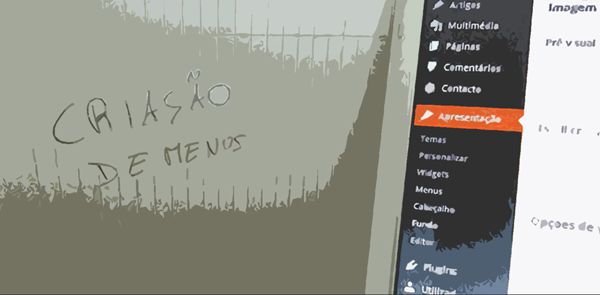 CRIASÃO
DE MENOS
Artigos
Multimédia
Páginas
Comentários
Contacto
Apresentação
Temas
Personalizar
Widgets
Menus
Cabeçalho
Fundo
Editor
Plugins
Imagem
Opções de